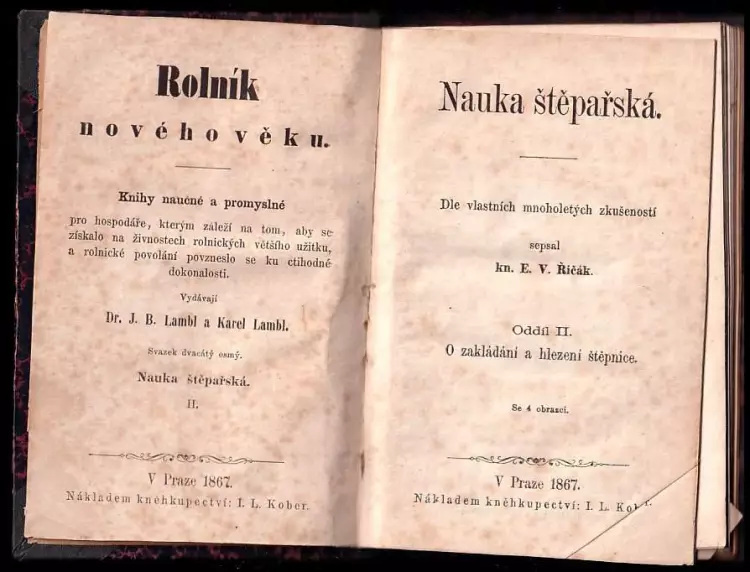 Rolník
nového věku.
Knihy naučné a promyslné
pro hospodáře, kterým záleží na tom, aby se
získalo na živnostech rolnických většího užitku,
a rolnické povolání povzneslo se ku ctihodné
dokonalosti.
Vydávají
Dr. J. B. Lambl a Karel Lambl.
Svazek dvacátý osmý.
Nauka štěpařská.
II.
V Praze 1867.
Nákladem kněhkupectví: I. L. Kober.
Nauka štěpařská.
Dle vlastních mnoholetých zkušeností
sepsal
kn. E. V. Říčák.
Oddíl II.
O zakládání a hlezení štěpnice.
Se 4 obrazci.
V Praze 1867.
Nákladem kněhkupectví: I. L. Kober.